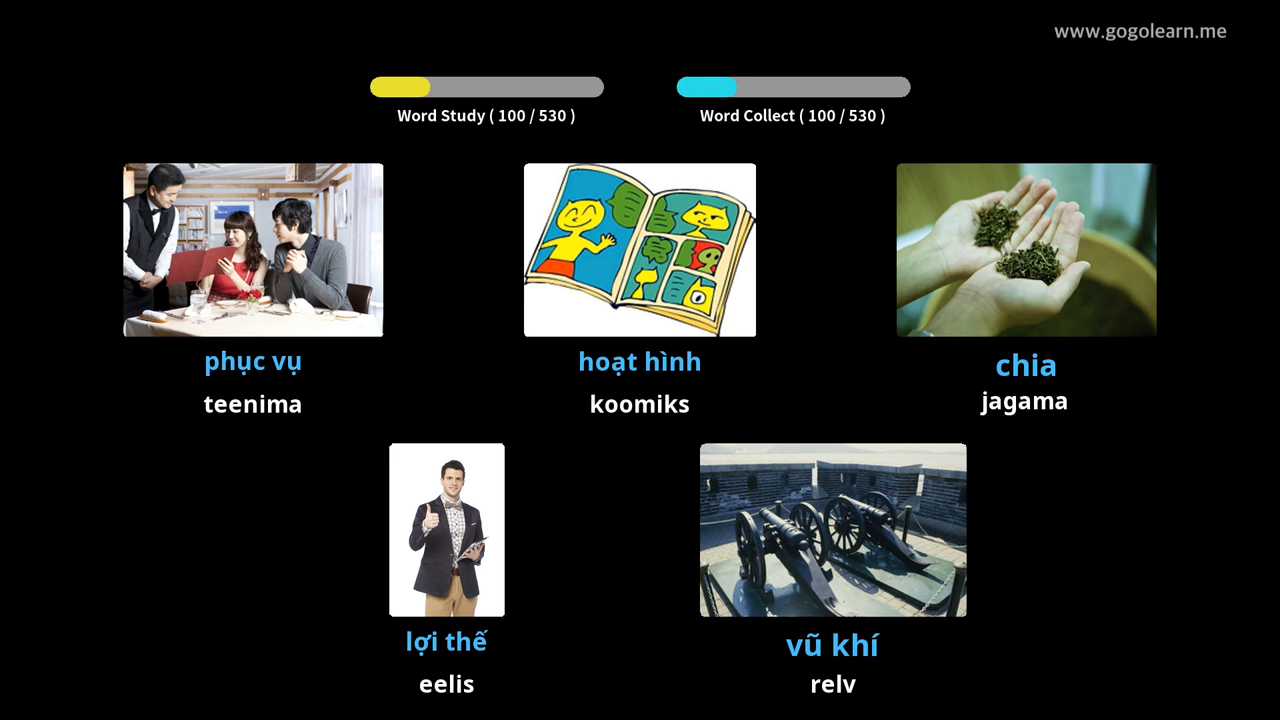 www.gogolearn.me
Word Study ( 100 / 530 )
Word Collect ( 100 / 530 )
phục vụ
teenima
hoạt hình
koomiks
chia
jagama
lợi thế
eelis
vũ khí
relv